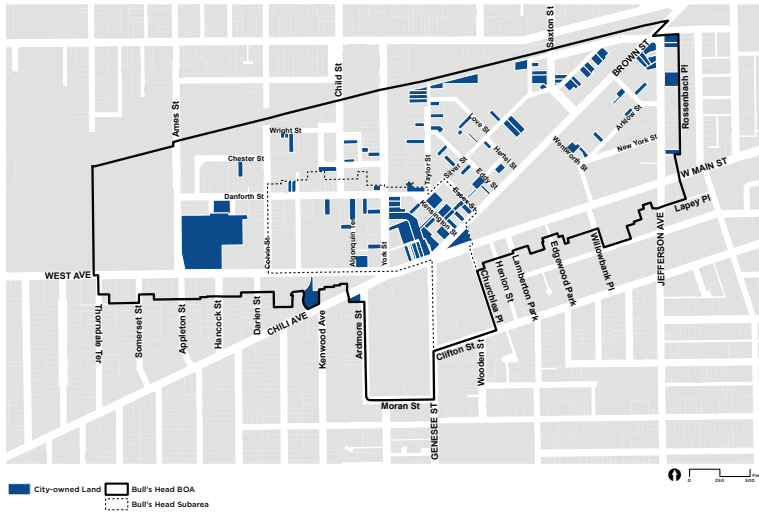 Saxton St
BROWN ST
Child St
Rossenbach Pl
Ames St
Love St
Arklow St
Wright St
Hertel St
Wentworth St
New York St
Chester St
Taylor St
Silver St
Eddy St
W MAIN ST
Danforth St
Essex St
Kensington St
Lapey Pl
Colvin St
Algonquin Ter
York St
JEFFERSON AVE
WEST AVE
Churchlea Pl
Henion St
Lamberton Park
Edgewood Park
Willowbank Pl
Thorndale Ter
Somerset St
Appleton St
Hancock St
Darien St
CHILI AVE
Kenwood Ave
Ardmore St
Clifton St
Wooden St
Moran St
GENESEE ST
City-owned Land
Bull's Head BOA
Bull's Head Subarea
0 250 500